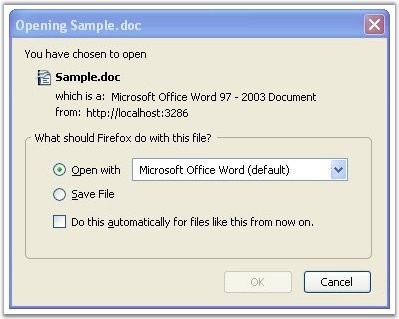 Opening Sample.doc
You have chosen to open
Sample.doc
which is a: Microsoft Office Word 97 - 2003 Document
from: http://localhost:3286
What should Firefox do with this file?
Open with Microsoft Office Word (default)
Save File
Do this automatically for files like this from now on.
OK Cancel